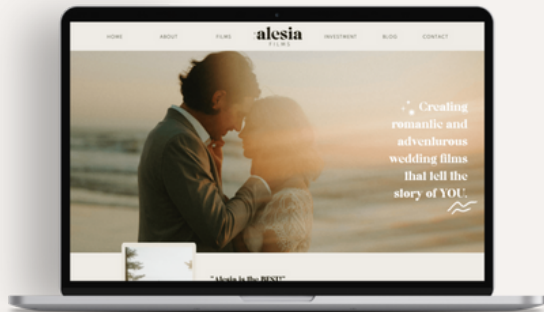 HOME ABOUT FILMS alesia INVESTMENT BLOG CONTACT
FILMS
Creating
romantic and
adventurous
wedding films
that tell the
story of YOU.
"Alesia is the BEST!"